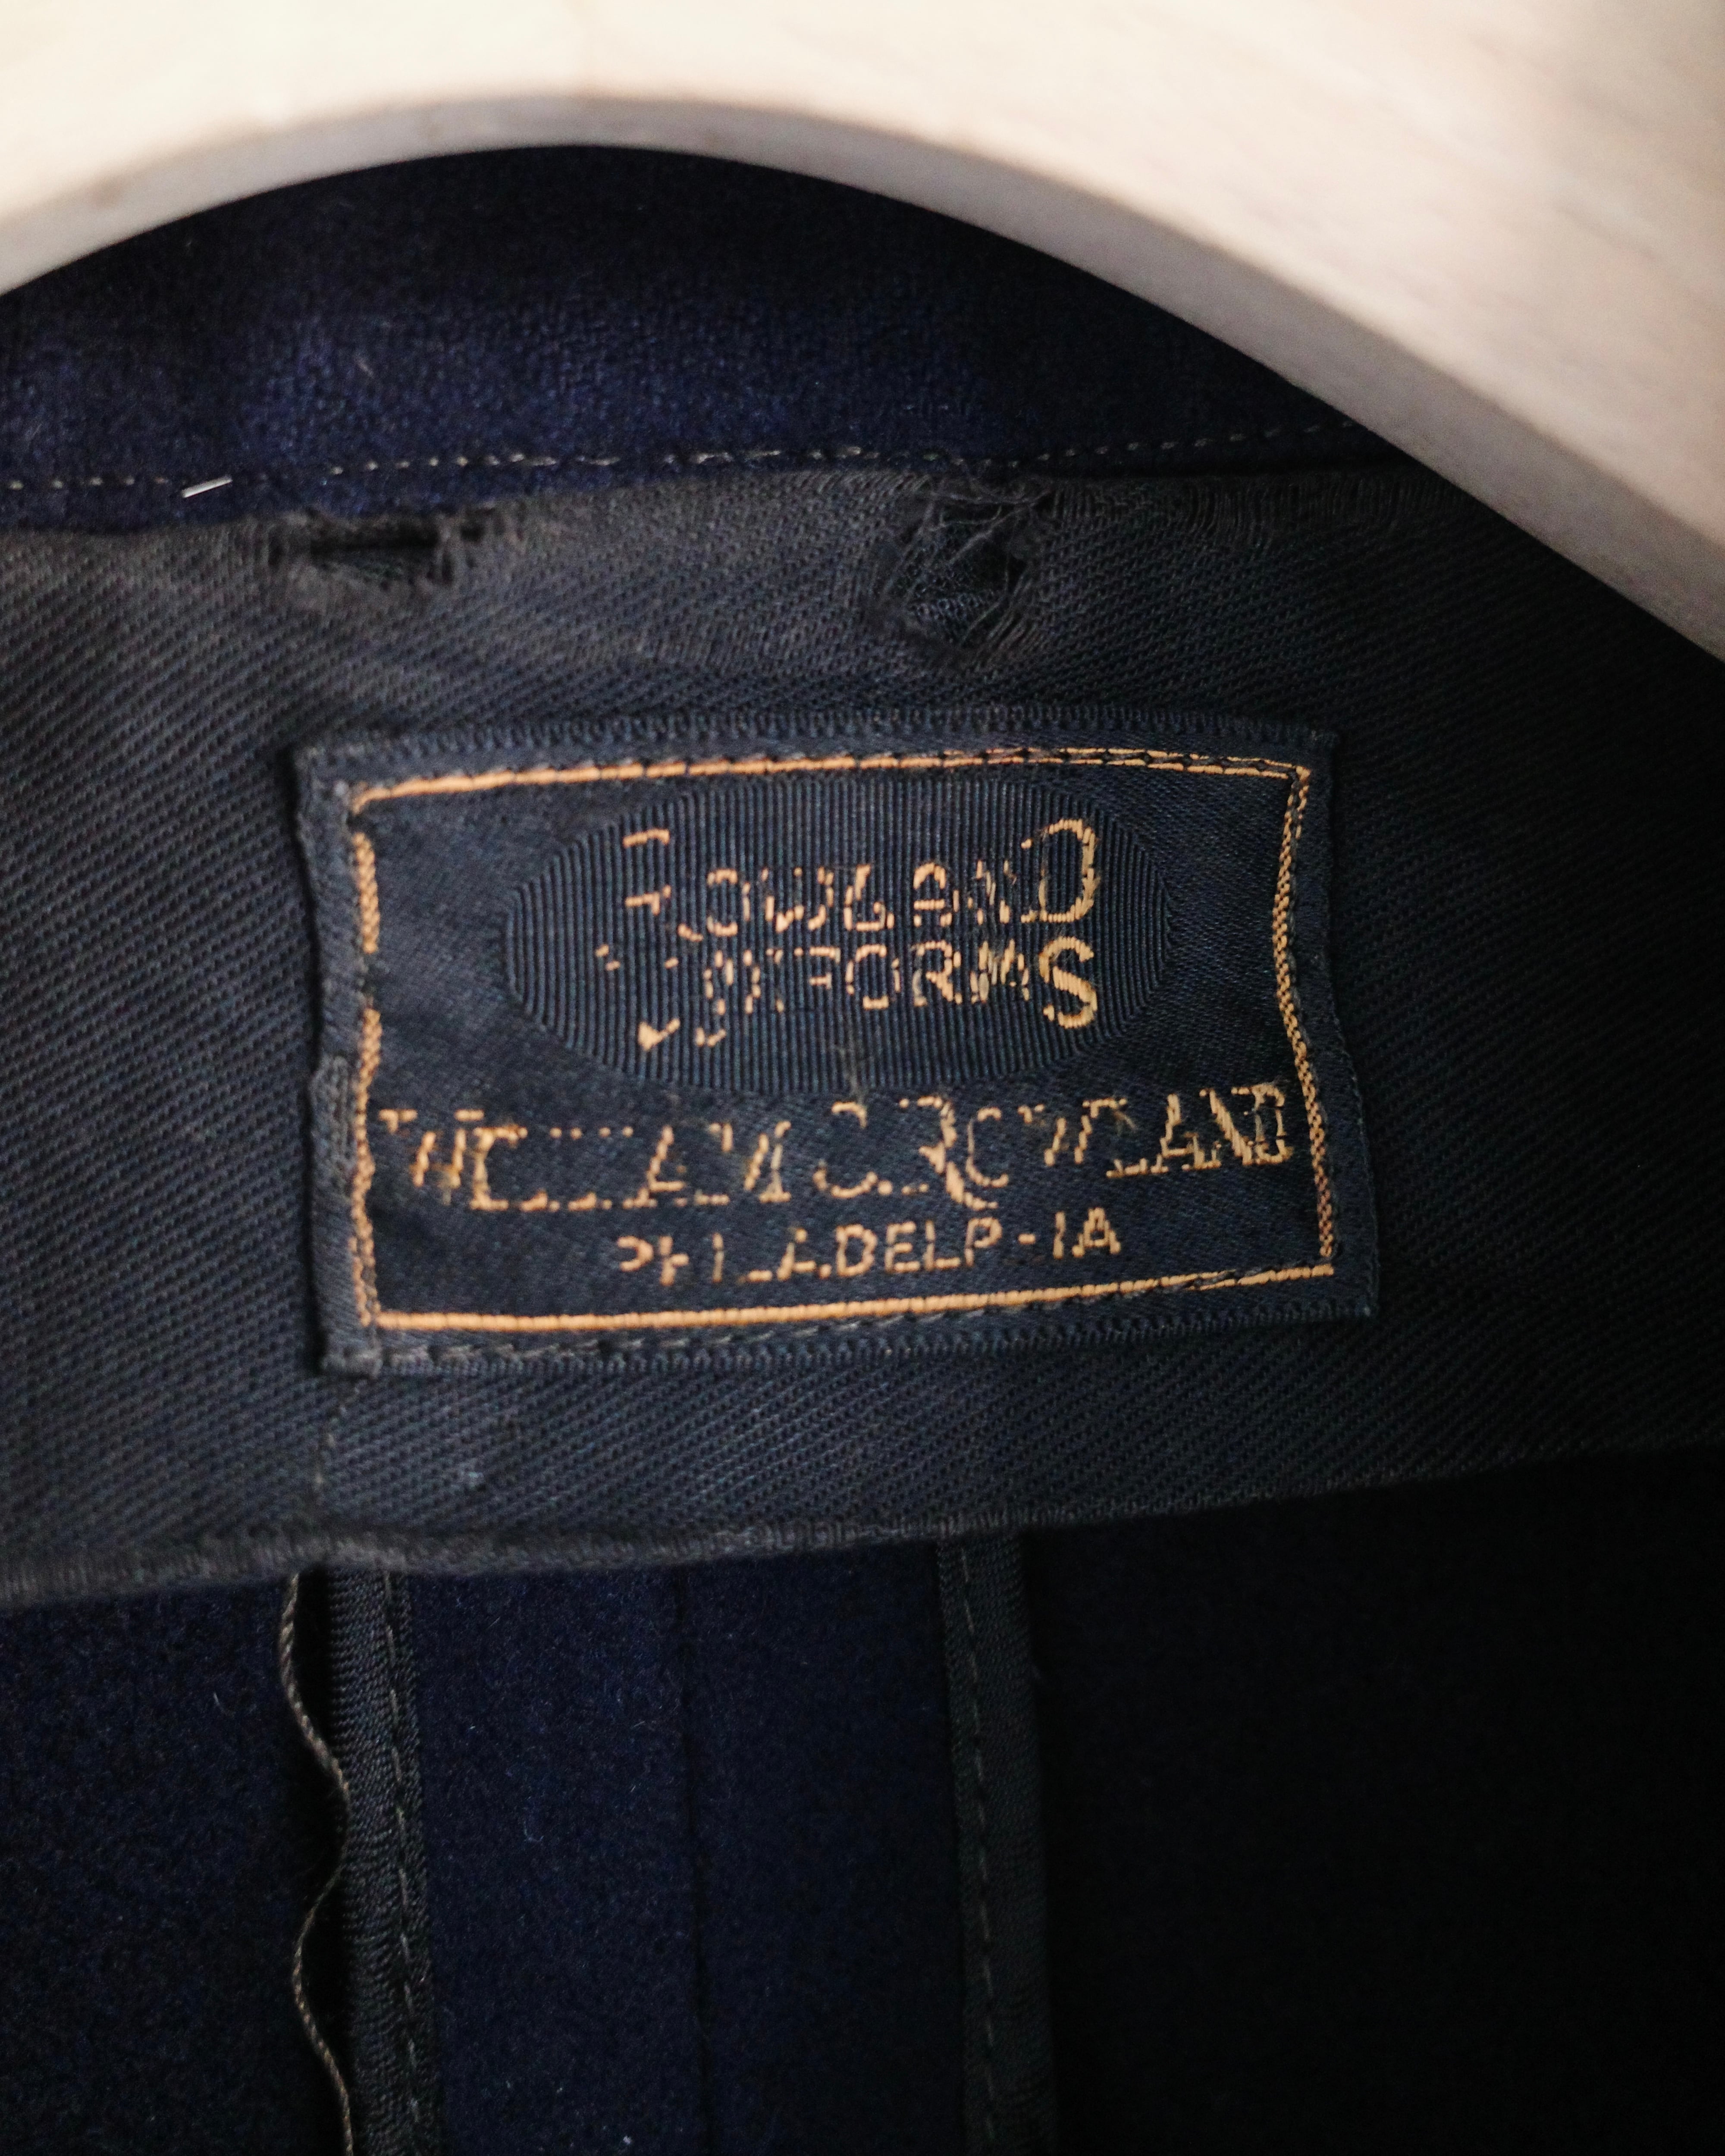 ROWLAND
UNIFORMS
WILLIAM C. ROWLAND
PHILADELPHIA